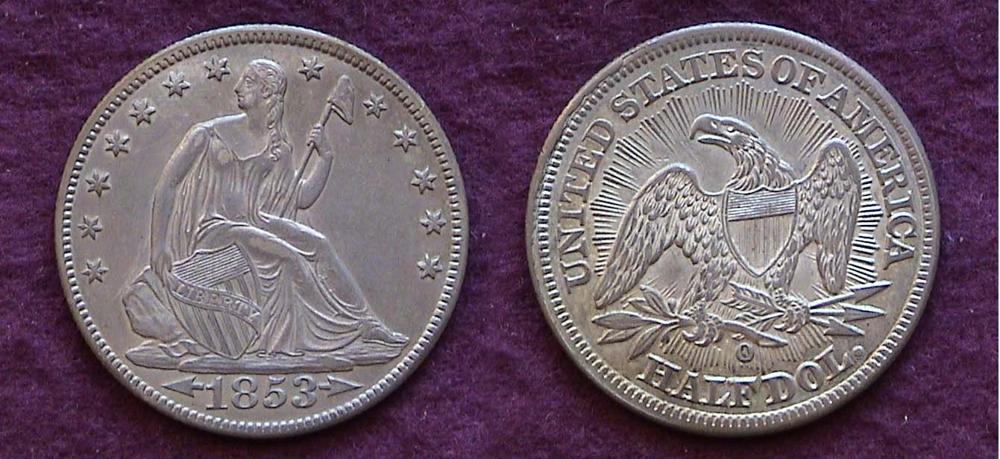 LIBERTY
1853
UNITED STATES OF AMERICA
O
HALF DOL.